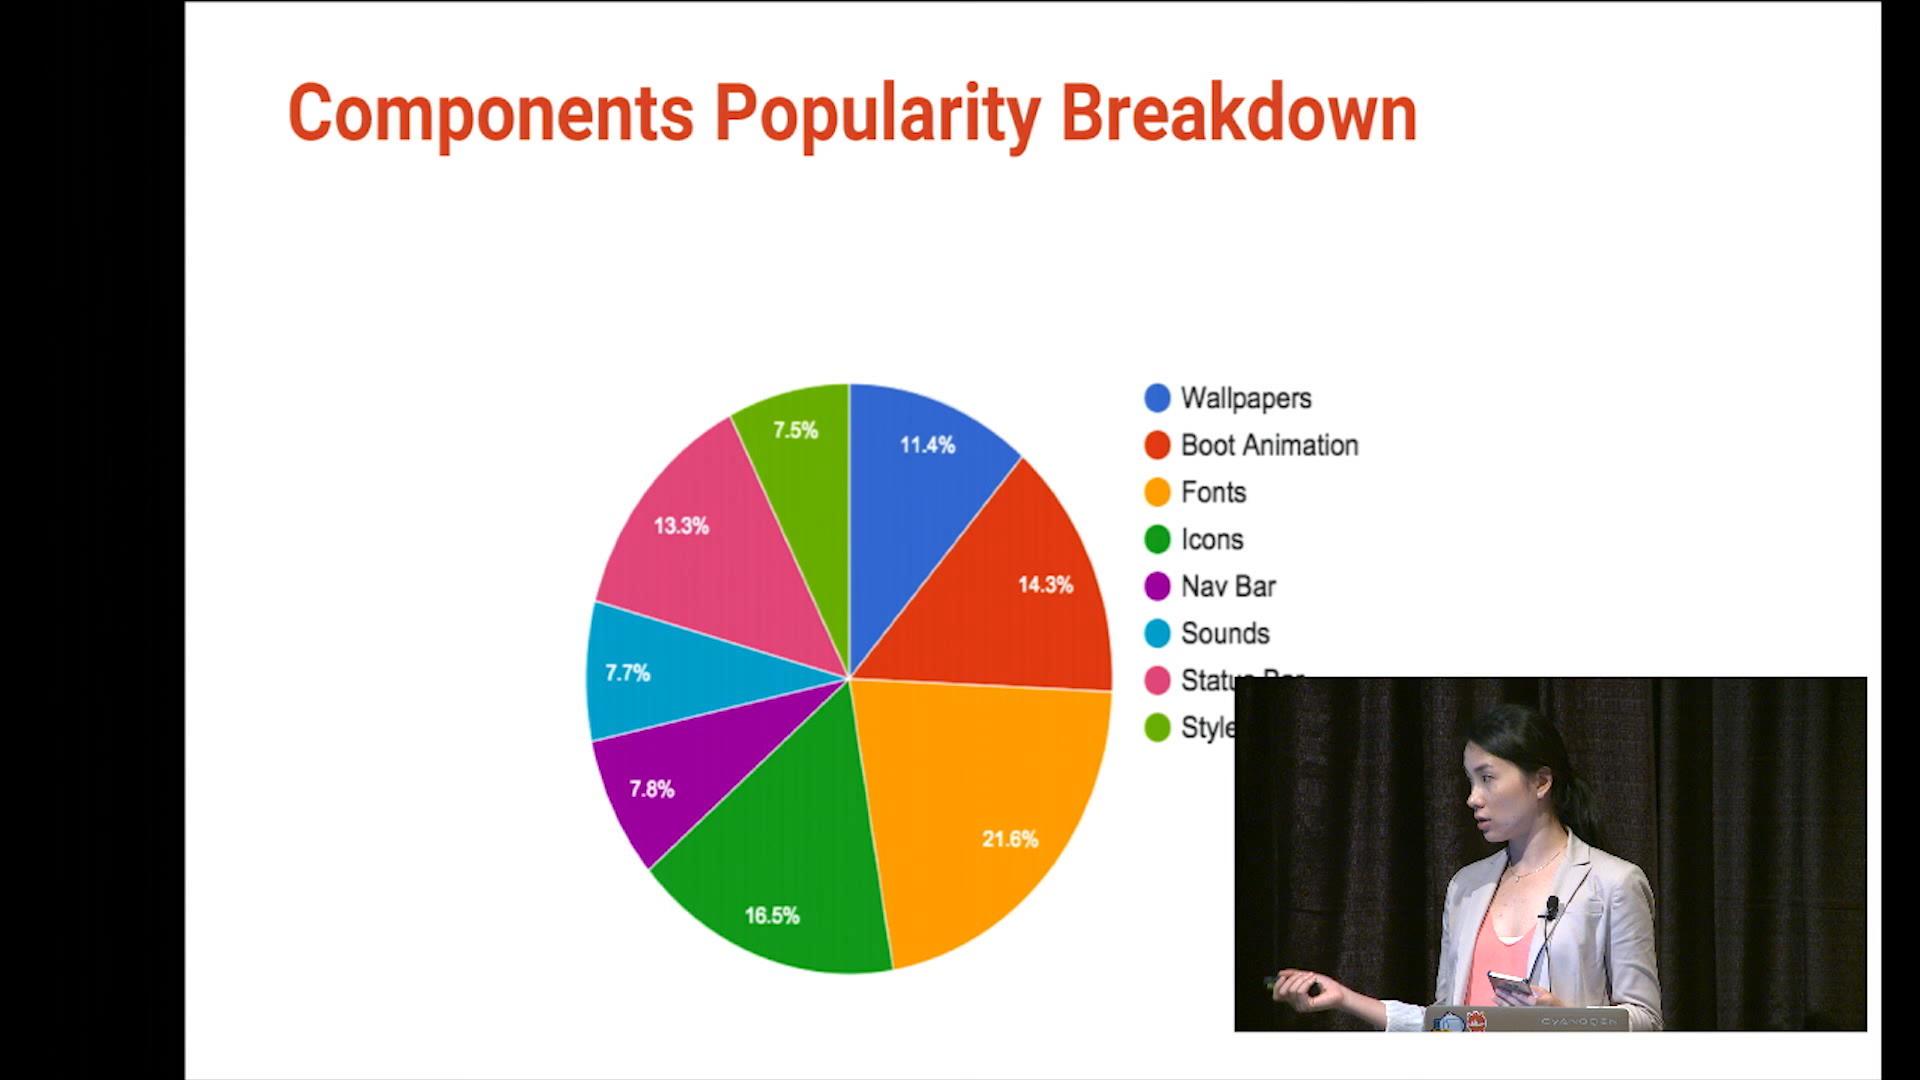 Components Popularity Breakdown
7.5%
11.4%
13.3%
14.3%
7.7%
7.8%
21.6%
16.5%
Wallpapers
Boot Animation
Fonts
Icons
Nav Bar
Sounds
Status Bar
Style
CYANOGEN